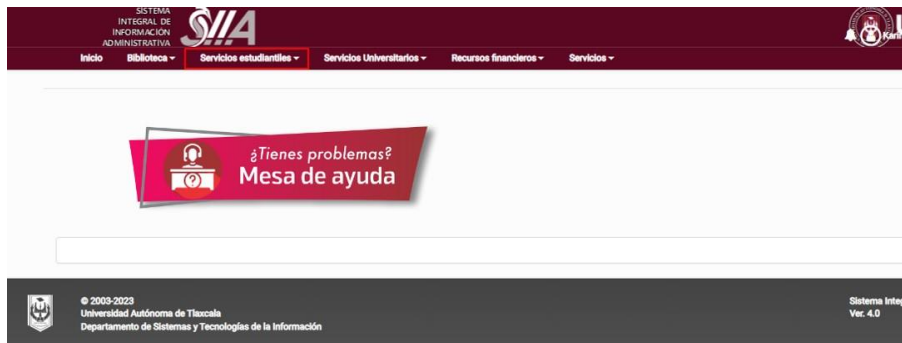 SISTEMA
INTEGRAL DE
INFORMACIÓN
ADMINISTRATIVA
SIIA
Inicio Biblioteca Servicios estudiantiles Servicios Universitarios Recursos financieros Servicios
¿Tienes problemas?
Mesa de ayuda
© 2003-2023
Universidad Autónoma de Tlaxcala
Departamento de Sistemas y Tecnologías de la Información
Sistema
Ver. 4.0